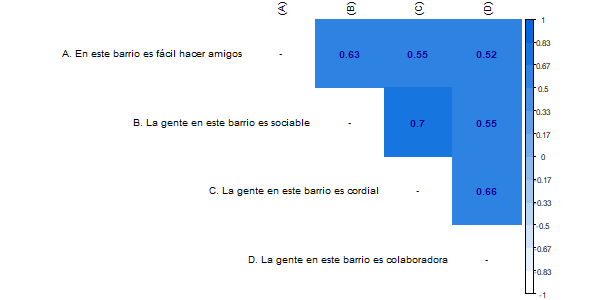 (A) (B) (C) (D)
A. En este barrio es fácil hacer amigos - 0.63 0.55 0.52
B. La gente en este barrio es sociable - 0.7 0.55
C. La gente en este barrio es cordial - 0.66
D. La gente en este barrio es colaboradora -
1
0.83
0.67
0.5
0.33
0.17
0
-0.17
-0.33
-0.5
-0.67
-0.83
-1